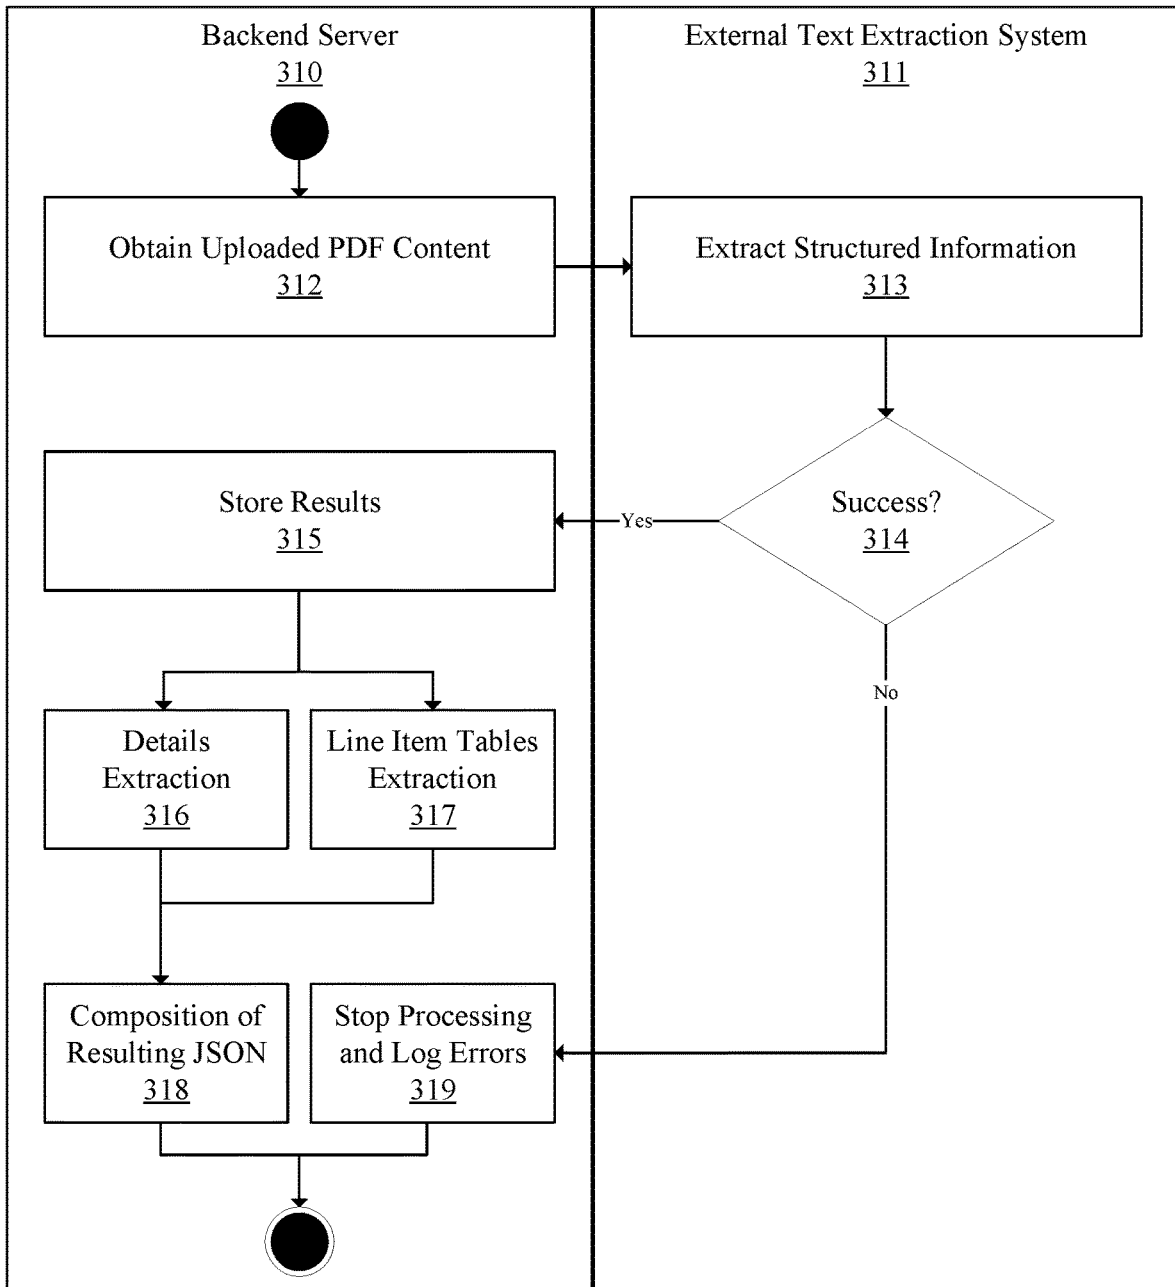 Backend Server
310
External Text Extraction System
311
Obtain Uploaded PDF Content
312
Extract Structured Information
313
Store Results
315
Yes
Success?
314
No
Details
Extraction
316
Line Item Tables
Extraction
317
Composition of
Resulting JSON
318
Stop Processing
and Log Errors
319